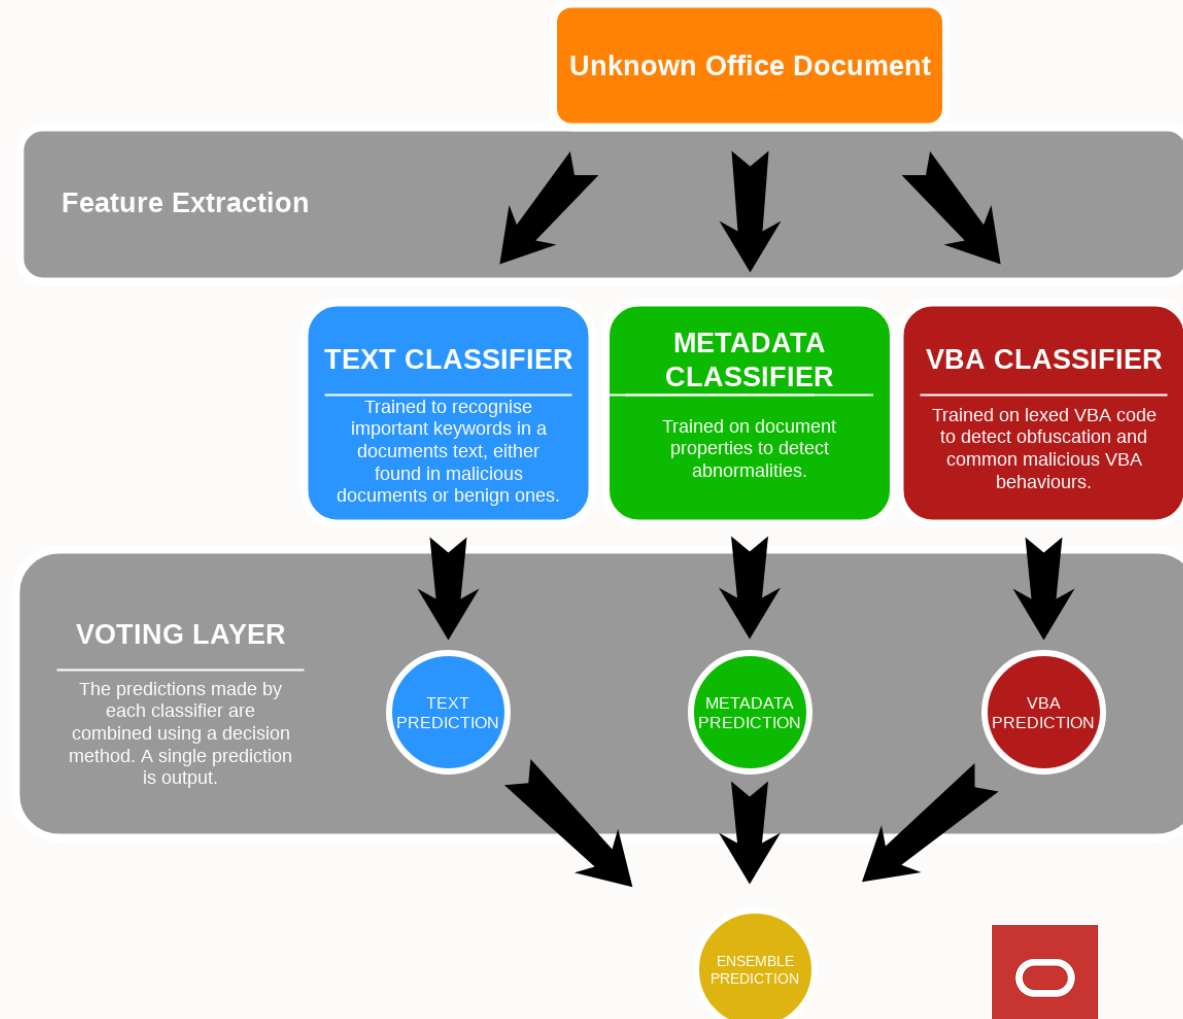 Unknown Office Document
Feature Extraction
TEXT CLASSIFIER
Trained to recognise
important keywords in a
documents text, either
found in malicious
documents or benign ones.
METADATA
CLASSIFIER
Trained on document
properties to detect
abnormalities.
VBA CLASSIFIER
Trained on lexed VBA code
to detect obfuscation and
common malicious VBA
behaviours.
VOTING LAYER
The predictions made by
each classifier are
combined using a decision
method. A single prediction
is output.
TEXT
PREDICTION
METADATA
PREDICTION
VBA
PREDICTION
ENSEMBLE
PREDICTION